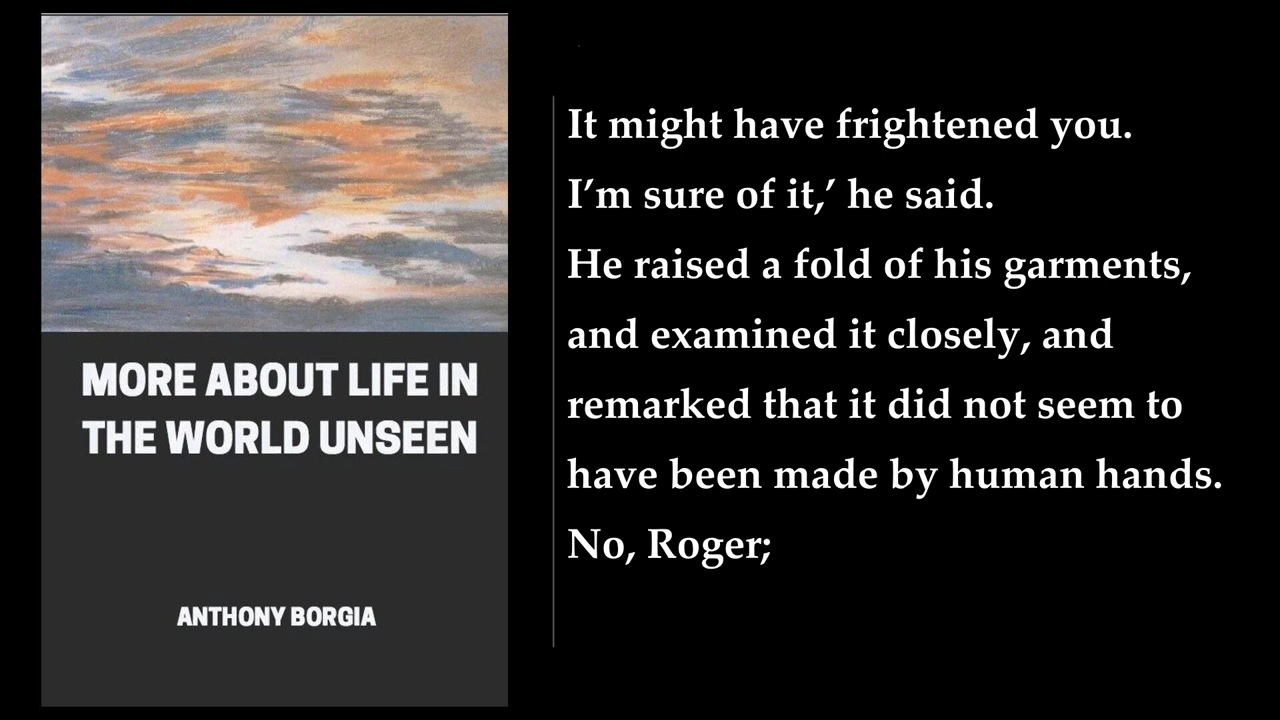 MORE ABOUT LIFE IN
THE WORLD UNSEEN
ANTHONY BORGIA
It might have frightened you.
I’m sure of it,’ he said.
He raised a fold of his garments,
and examined it closely, and
remarked that it did not seem to
have been made by human hands.
No, Roger;